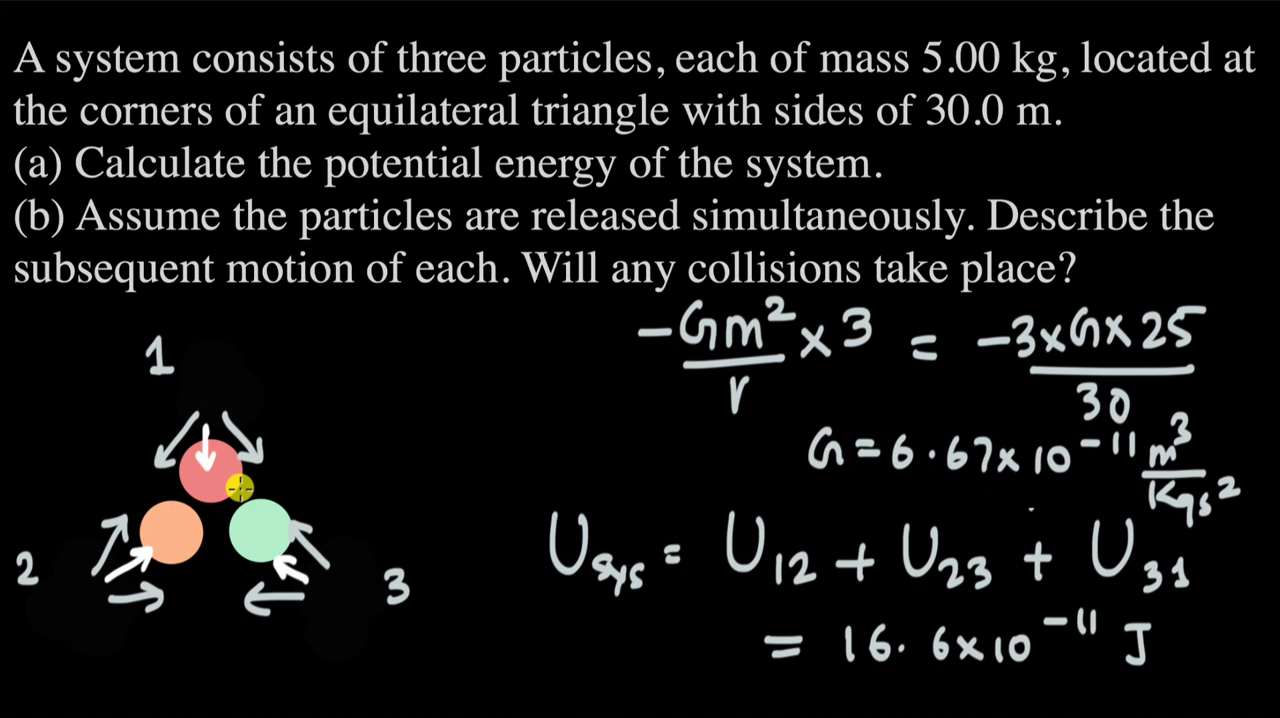 A system consists of three particles, each of mass 5.00 kg, located at
the corners of an equilateral triangle with sides of 30.0 m.
(a) Calculate the potential energy of the system.
(b) Assume the particles are released simultaneously. Describe the
subsequent motion of each. Will any collisions take place?
-Gm²/r × 3 = -3×G×25/30
G = 6.67×10⁻¹¹ m³/Kgs²
1
2
3
Usys = U12 + U23 + U31
= 16.6×10⁻¹¹ J